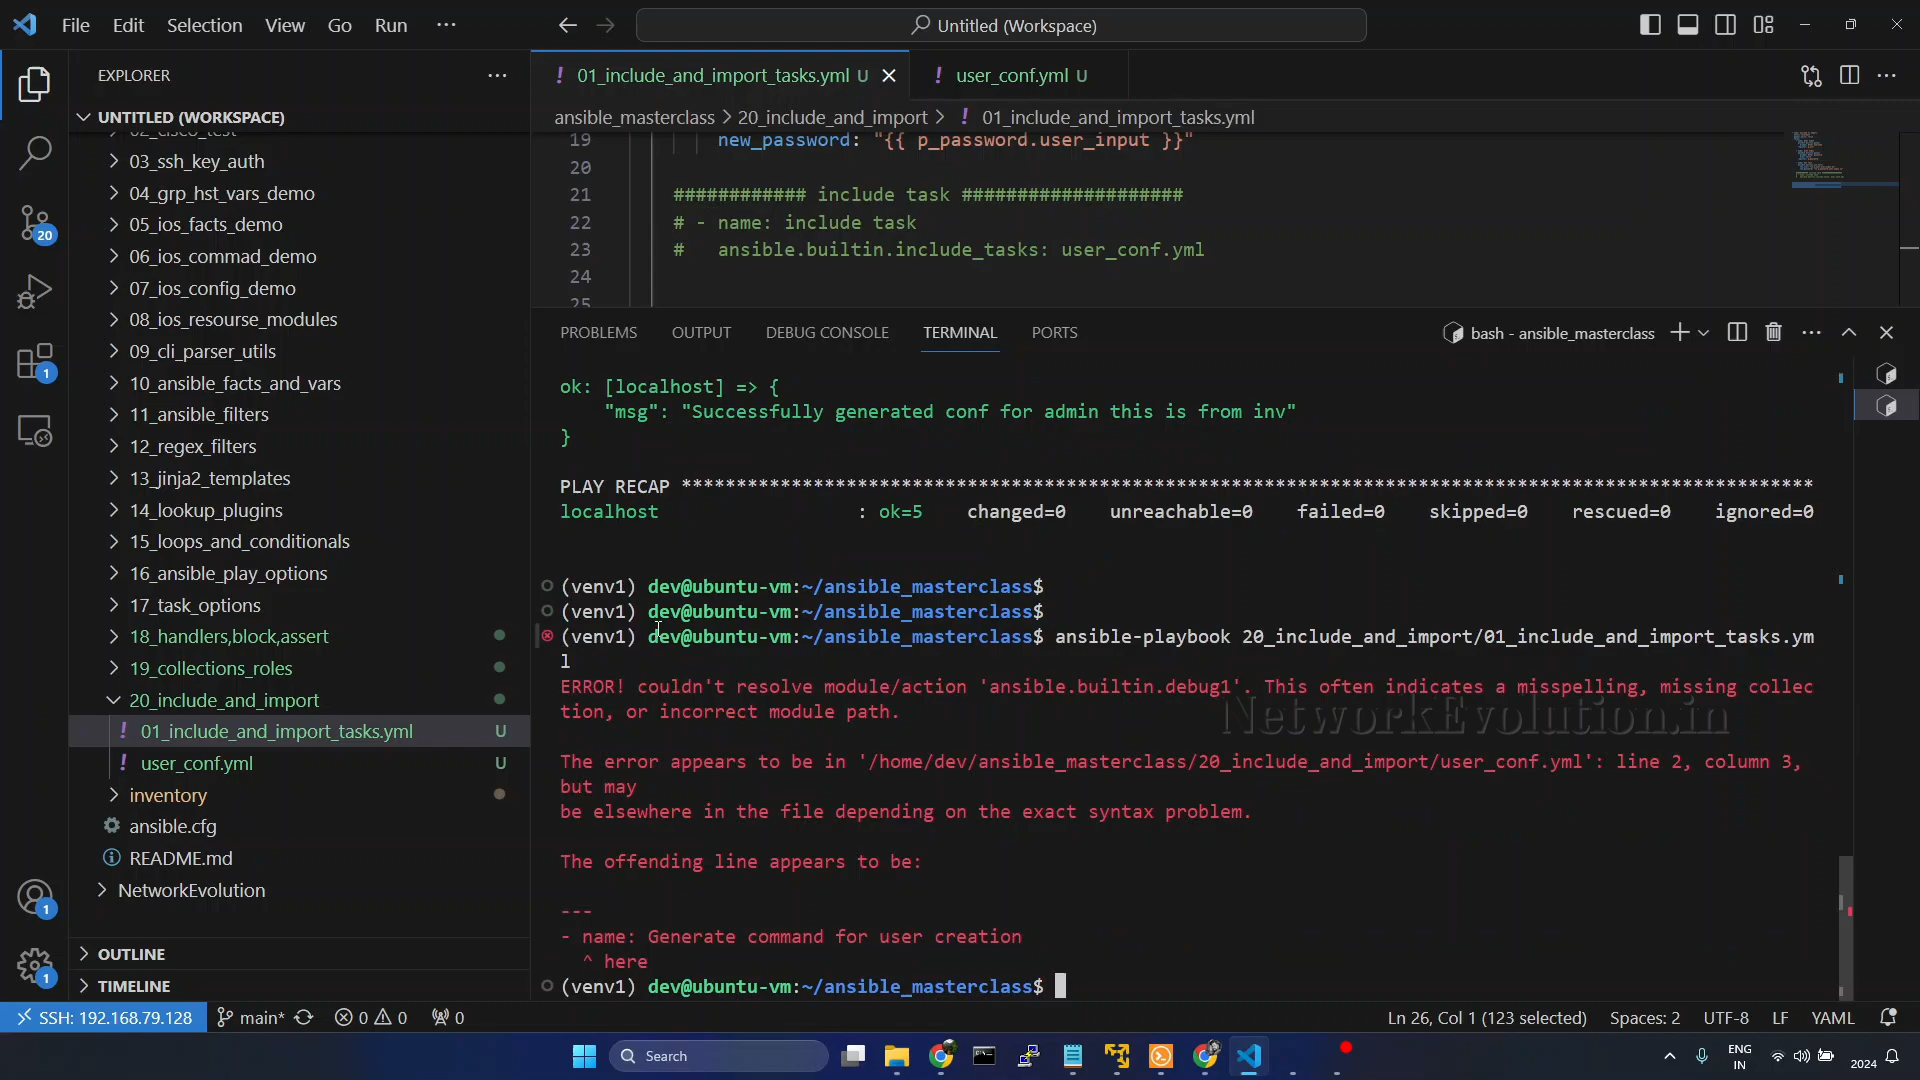 File Edit Selection View Go Run ···
Untitled (Workspace)
EXPLORER
UNTITLED (WORKSPACE)
02_cisco_test
03_ssh_key_auth
04_grp_hst_vars_demo
05_ios_facts_demo
06_ios_commad_demo
07_ios_config_demo
08_ios_resourse_modules
09_cli_parser_utils
10_ansible_facts_and_vars
11_ansible_filters
12_regex_filters
13_jinja2_templates
14_lookup_plugins
15_loops_and_conditionals
16_ansible_play_options
17_task_options
18_handlers,block,assert
19_collections_roles
20_include_and_import
! 01_include_and_import_tasks.yml U
! user_conf.yml U
inventory
ansible.cfg
README.md
NetworkEvolution
OUTLINE
TIMELINE
20
1
1
1
! 01_include_and_import_tasks.yml U
! user_conf.yml U
ansible_masterclass > 20_include_and_import > ! 01_include_and_import_tasks.yml
19 new_password: "{{ p_password.user_input }}"
20
21 ############ include task ####################
22 # - name: include task
23 #   ansible.builtin.include_tasks: user_conf.yml
24
25
PROBLEMS OUTPUT DEBUG CONSOLE TERMINAL PORTS
bash - ansible_masterclass
ok: [localhost] => {
"msg": "Successfully generated conf for admin this is from inv"
}
PLAY RECAP *******************************************************************************************************
localhost : ok=5 changed=0 unreachable=0 failed=0 skipped=0 rescued=0 ignored=0
(venv1) dev@ubuntu-vm:~/ansible_masterclass$
(venv1) dev@ubuntu-vm:~/ansible_masterclass$
(venv1) dev@ubuntu-vm:~/ansible_masterclass$ ansible-playbook 20_include_and_import/01_include_and_import_tasks.ym
l
ERROR! couldn't resolve module/action 'ansible.builtin.debug1'. This often indicates a misspelling, missing collec
tion, or incorrect module path.
NetworkEvolution.in
The error appears to be in '/home/dev/ansible_masterclass/20_include_and_import/user_conf.yml': line 2, column 3,
but may
be elsewhere in the file depending on the exact syntax problem.
The offending line appears to be:
---
- name: Generate command for user creation
^ here
(venv1) dev@ubuntu-vm:~/ansible_masterclass$
SSH: 192.168.79.128 main* 0 0 0
Ln 26, Col 1 (123 selected) Spaces: 2 UTF-8 LF YAML
Search
ENG
IN
2024